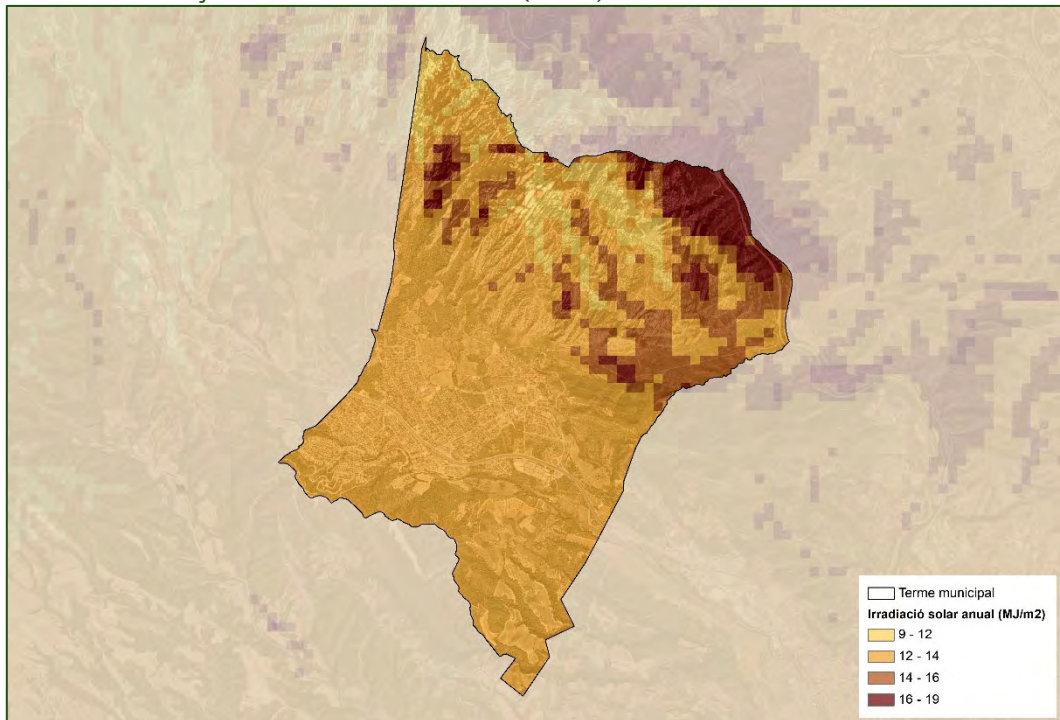 Terme municipal
Irradiació solar anual (MJ/m2)
9 - 12
12 - 14
14 - 16
16 - 19